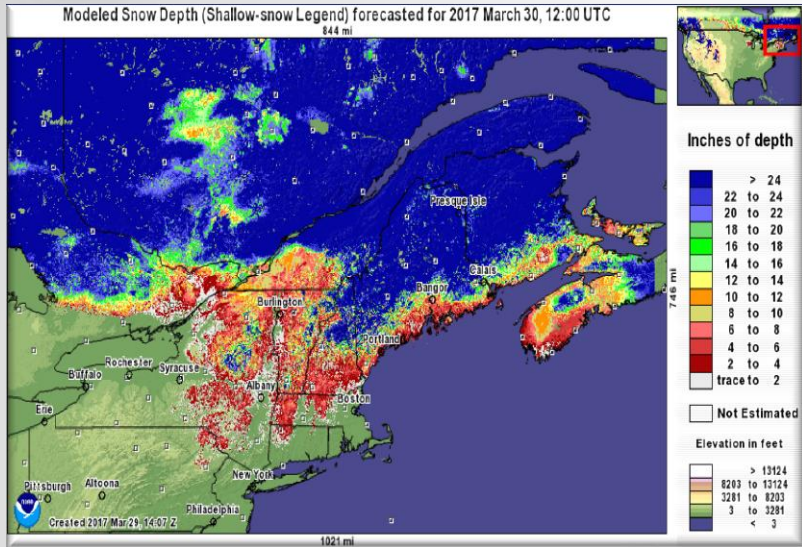 Modeled Snow Depth (Shallow-snow Legend) forecasted for 2017 March 30, 12:00 UTC
844 mi
Presque Isle
Calais
Bangor
Burlington
Portland
Rochester
Syracuse
Buffalo
Albany
Boston
Erie
New York
Pittsburgh
Altoona
Philadelphia
Created 2017 Mar 29, 14:07 Z
1021 mi
746 mi
Inches of depth
> 24
22 to 24
20 to 22
18 to 20
16 to 18
14 to 16
12 to 14
10 to 12
8 to 10
6 to 8
4 to 6
2 to 4
trace to 2
Not Estimated
Elevation in feet
> 13124
8203 to 13124
3281 to 8203
3 to 3281
< 3